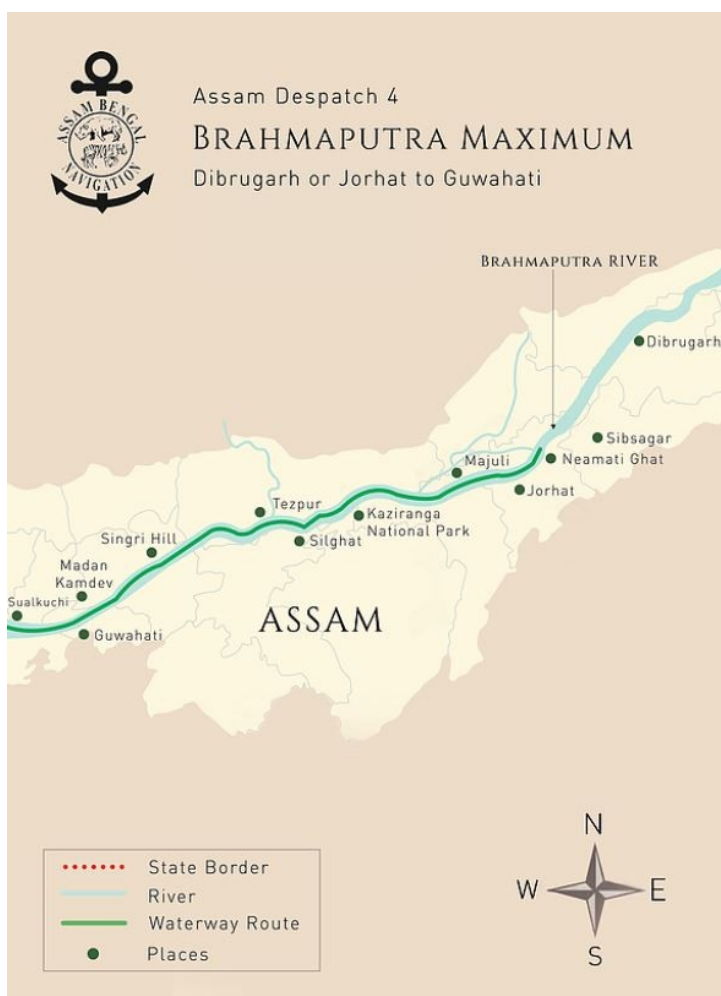 ASSAM BENGAL
NAVIGATION
Assam Despatch 4
BRAHMAPUTRA MAXIMUM
Dibrugarh or Jorhat to Guwahati
BRAHMAPUTRA RIVER
Dibrugarh
Sibsagar
Neamati Ghat
Majuli
Jorhat
Tezpur
Kaziranga
National Park
Singri Hill
Silghat
Madan
Kamdev
Sualkuchi
Guwahati
ASSAM
N
W
E
S
State Border
River
Waterway Route
Places